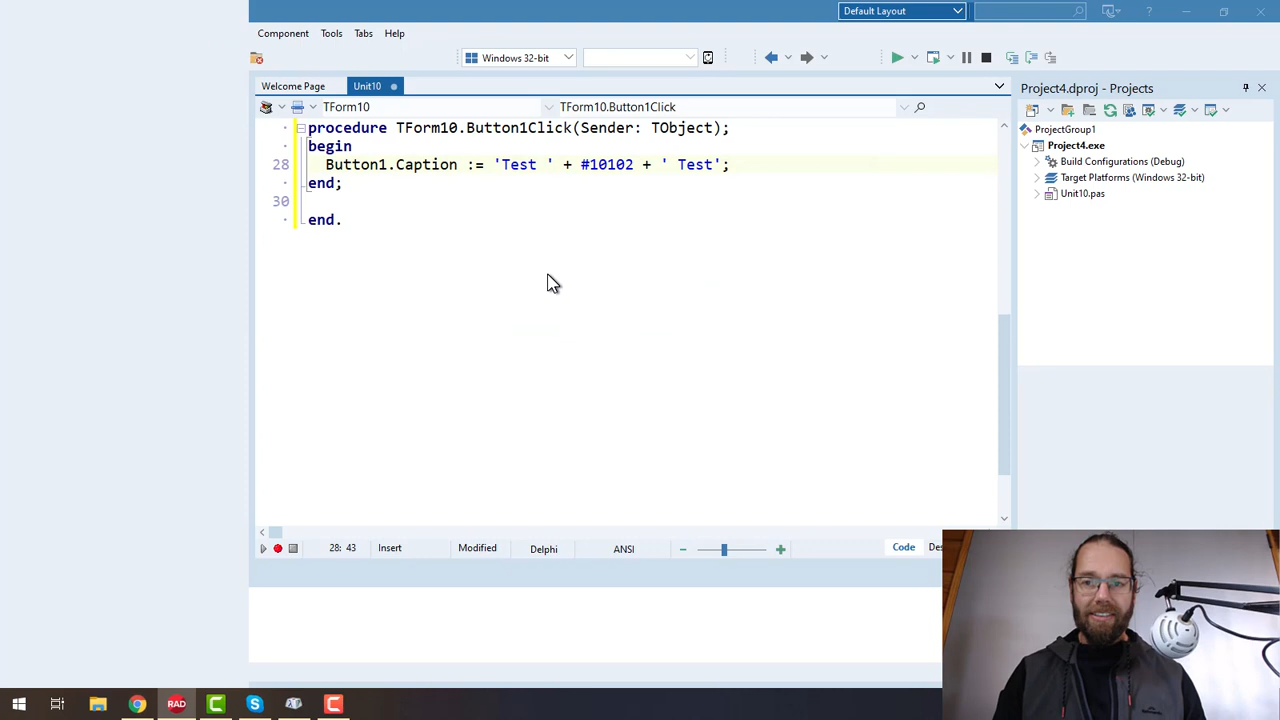 Default Layout
Component Tools Tabs Help
Windows 32-bit
Welcome Page Unit10
Project4.dproj - Projects
TForm10 TForm10.Button1Click
ProjectGroup1
Project4.exe
Build Configurations (Debug)
Target Platforms (Windows 32-bit)
Unit10.pas
procedure TForm10.Button1Click(Sender: TObject);
begin
28 Button1.Caption := 'Test ' + #10102 + ' Test';
end;
30
end.
28: 43 Insert Modified Delphi ANSI Code Des
RAD